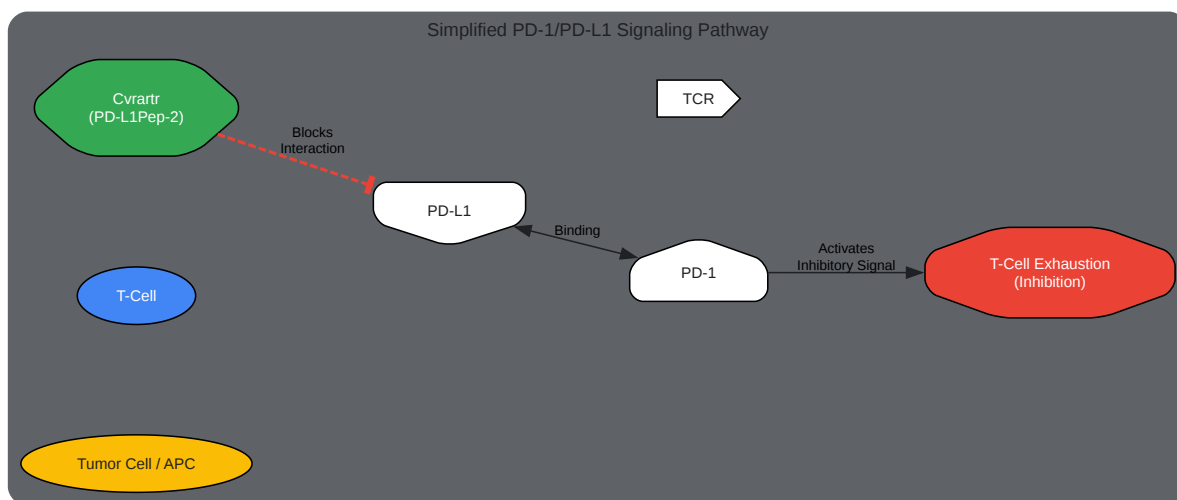 Simplified PD-1/PD-L1 Signaling Pathway
Cvrartr
(PD-L1Pep-2)
TCR
Blocks
Interaction
PD-L1
Binding
PD-1
Activates
Inhibitory Signal
T-Cell Exhaustion
(Inhibition)
T-Cell
Tumor Cell / APC